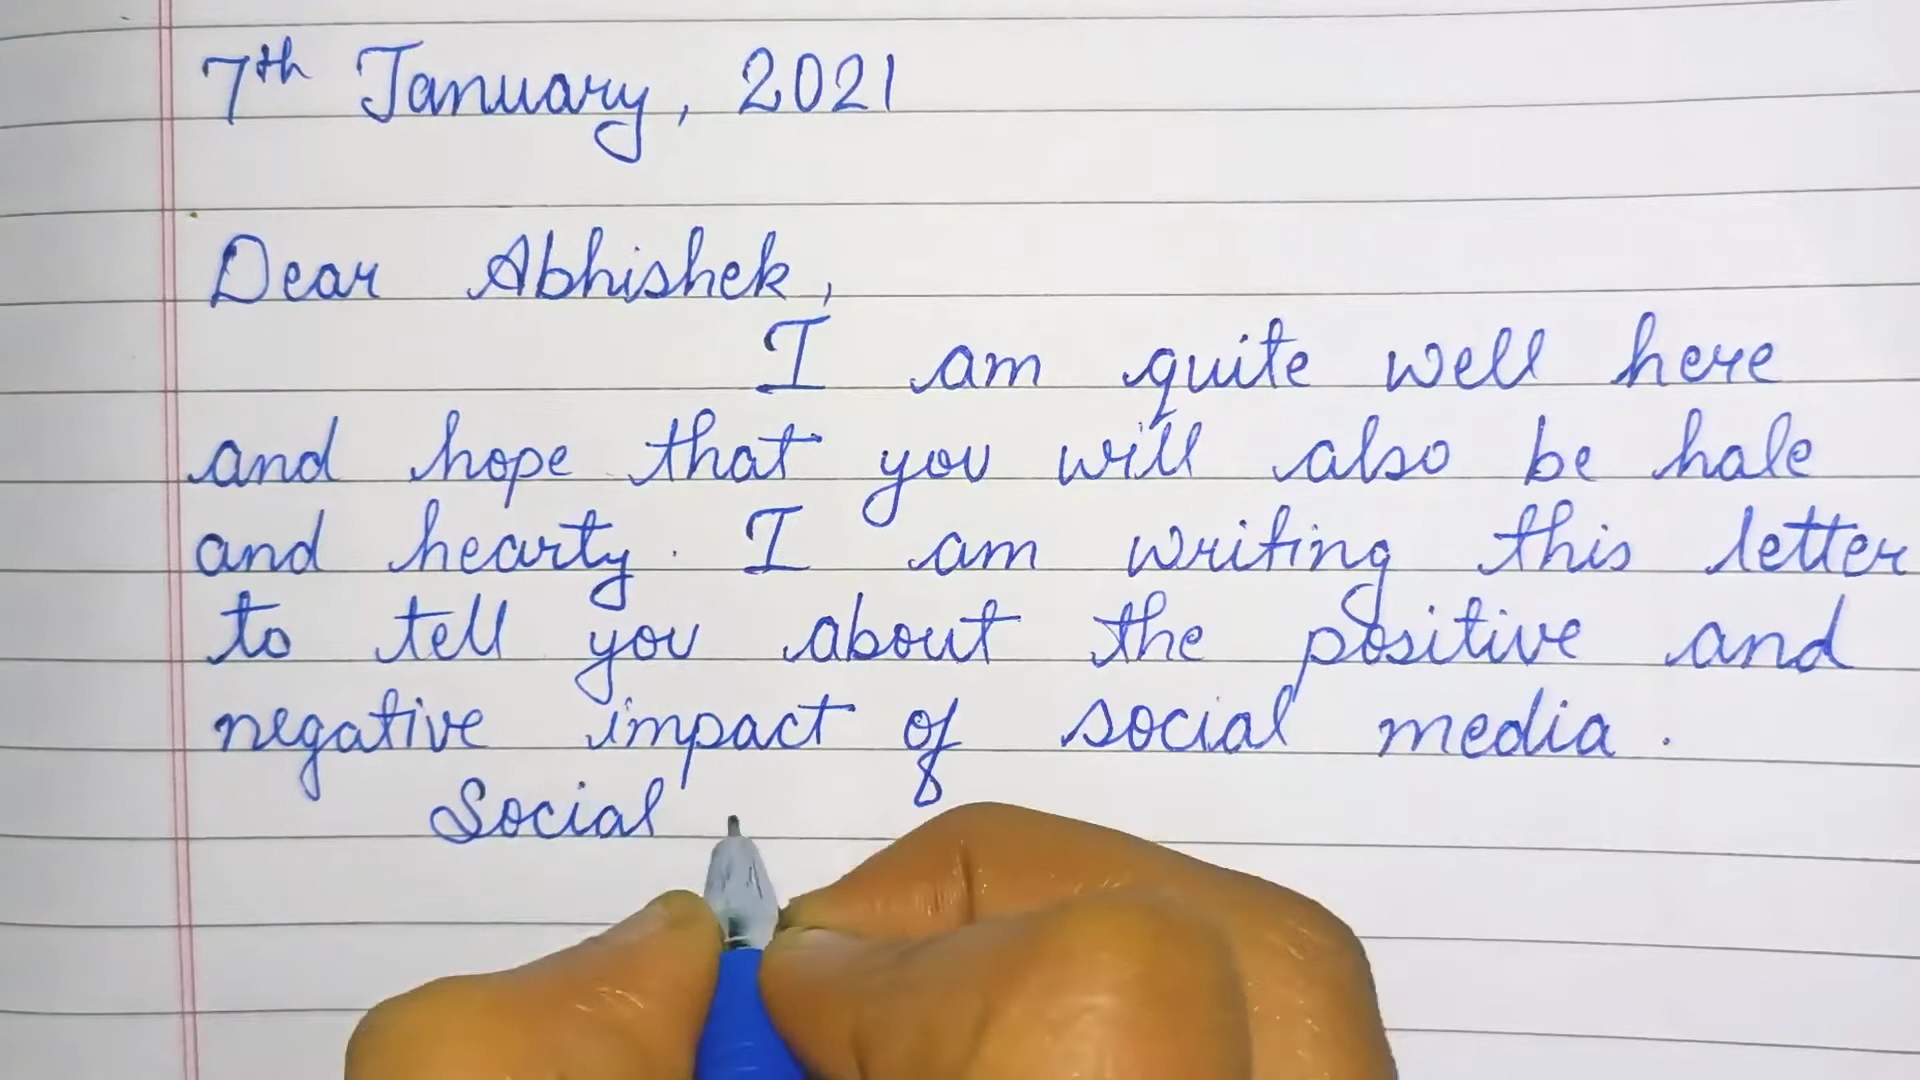 7th January, 2021
Dear Abhishek,
I am quite well here
and hope that you will also be hale
and hearty. I am writing this letter
to tell you about the positive and
negative impact of social media.
Social